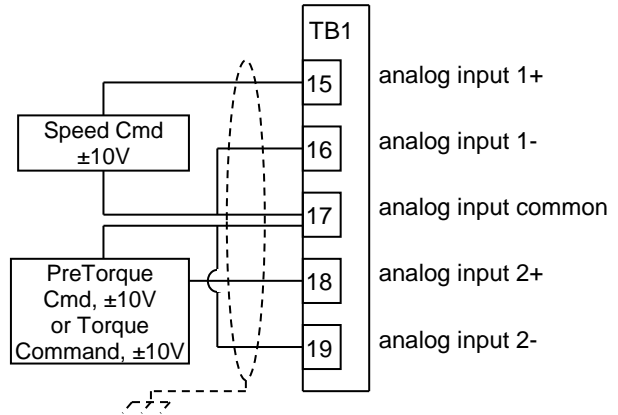 TB1
15 analog input 1+
Speed Cmd
±10V
16 analog input 1-
17 analog input common
PreTorque
Cmd, ±10V
or Torque
Command, ±10V
18 analog input 2+
19 analog input 2-